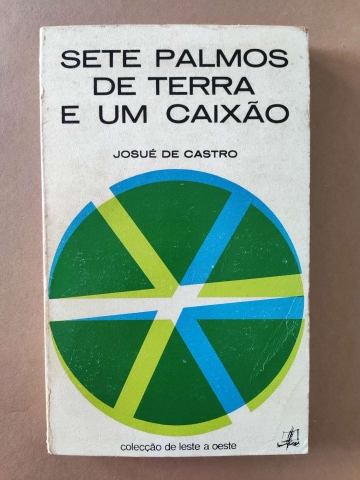 SETE PALMOS
DE TERRA
E UM CAIXÃO
JOSUÉ DE CASTRO
colecção de leste a oeste